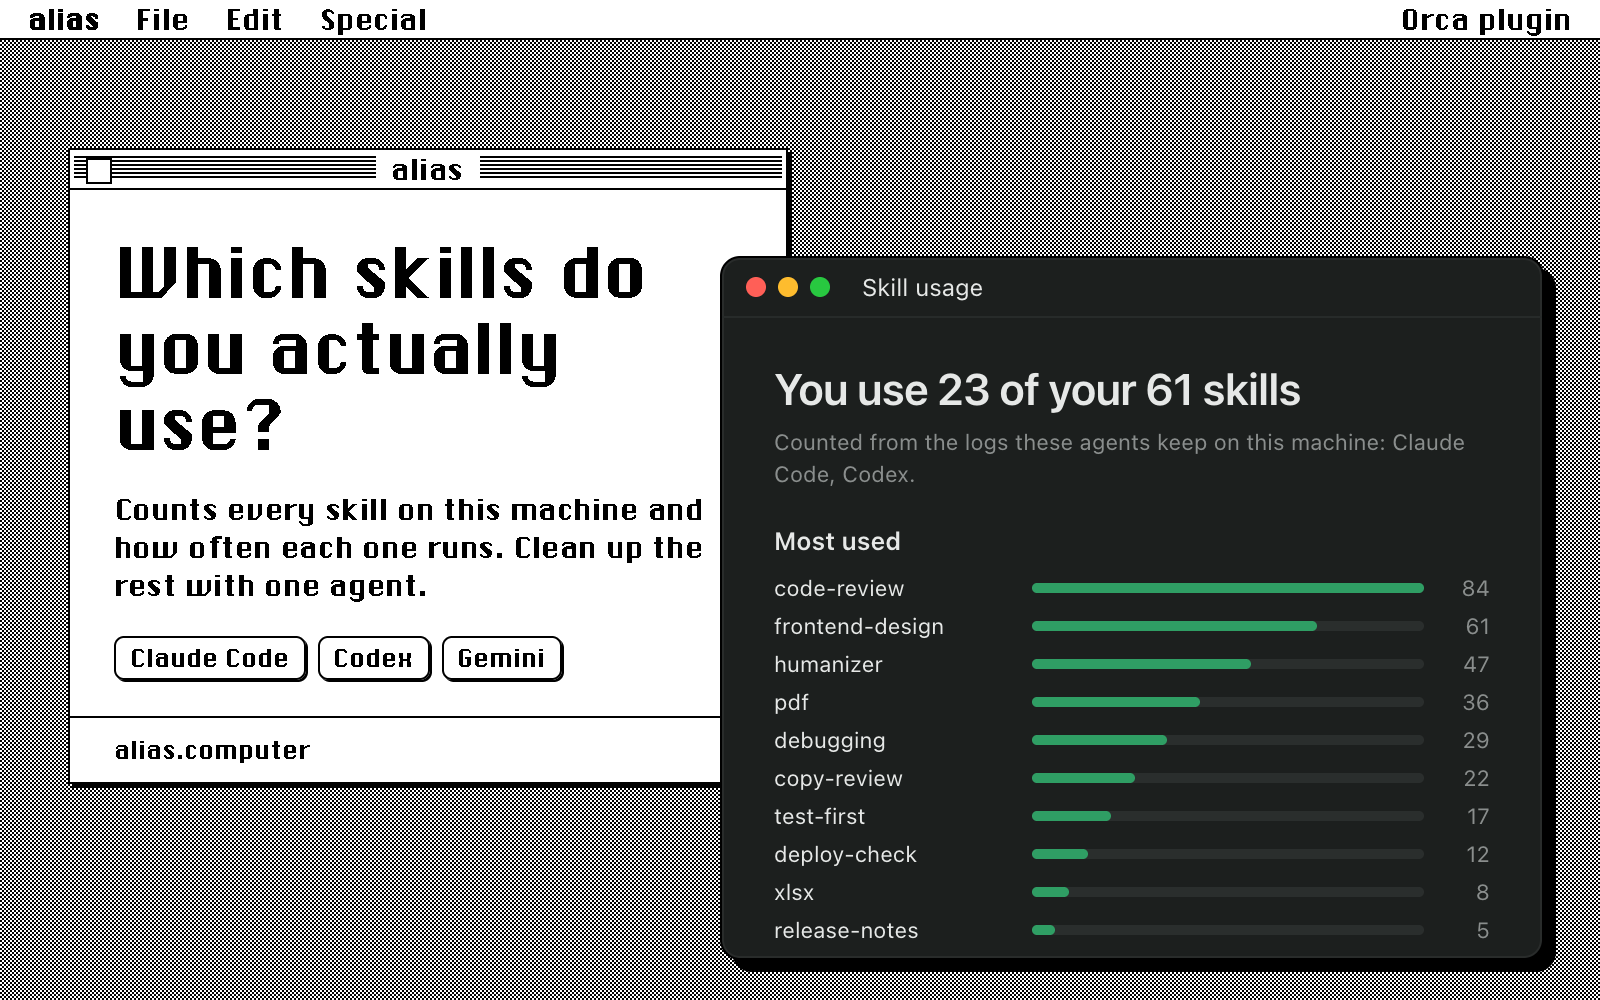 alias File Edit Special Orca plugin
alias
Which skills do
you actually
use?
Counts every skill on this machine and
how often each one runs. Clean up the
rest with one agent.
Claude Code Codex Gemini
alias.computer
Skill usage
You use 23 of your 61 skills
Counted from the logs these agents keep on this machine: Claude
Code, Codex.
Most used
code-review 84
frontend-design 61
humanizer 47
pdf 36
debugging 29
copy-review 22
test-first 17
deploy-check 12
xlsx 8
release-notes 5